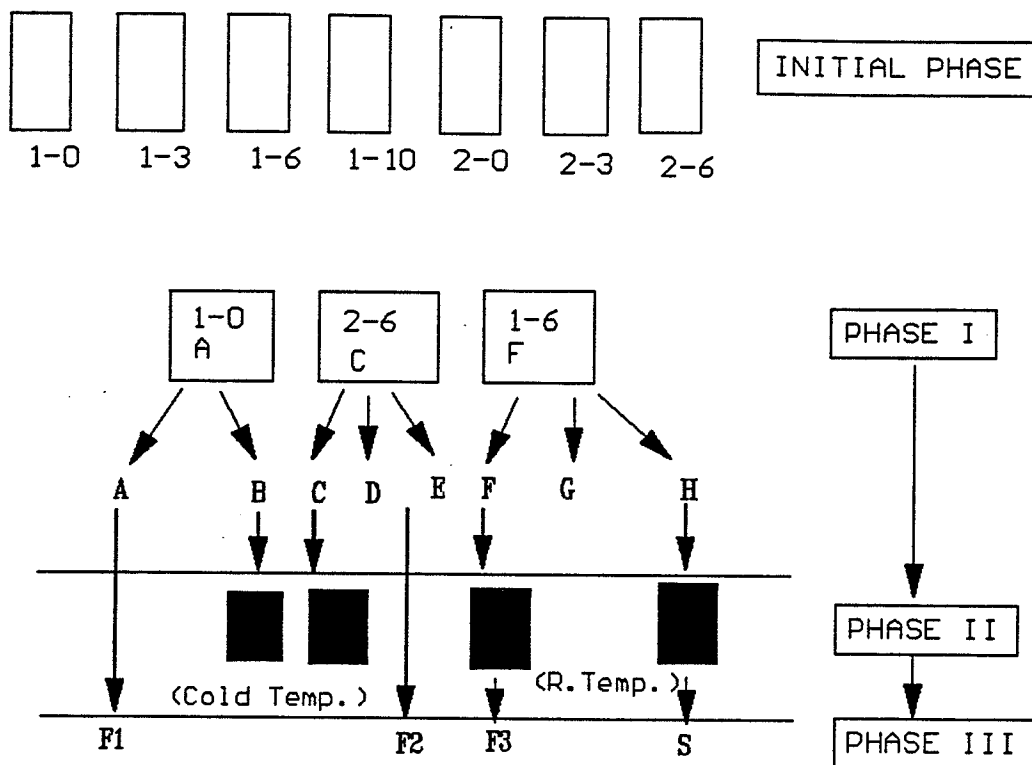 INITIAL PHASE
1-0 1-3 1-6 1-10 2-0 2-3 2-6
1-0 2-6 1-6
A C F
PHASE I
A B C D E F G H
PHASE II
(Cold Temp.) (R.Temp.)
F1 F2 F3 S
PHASE III